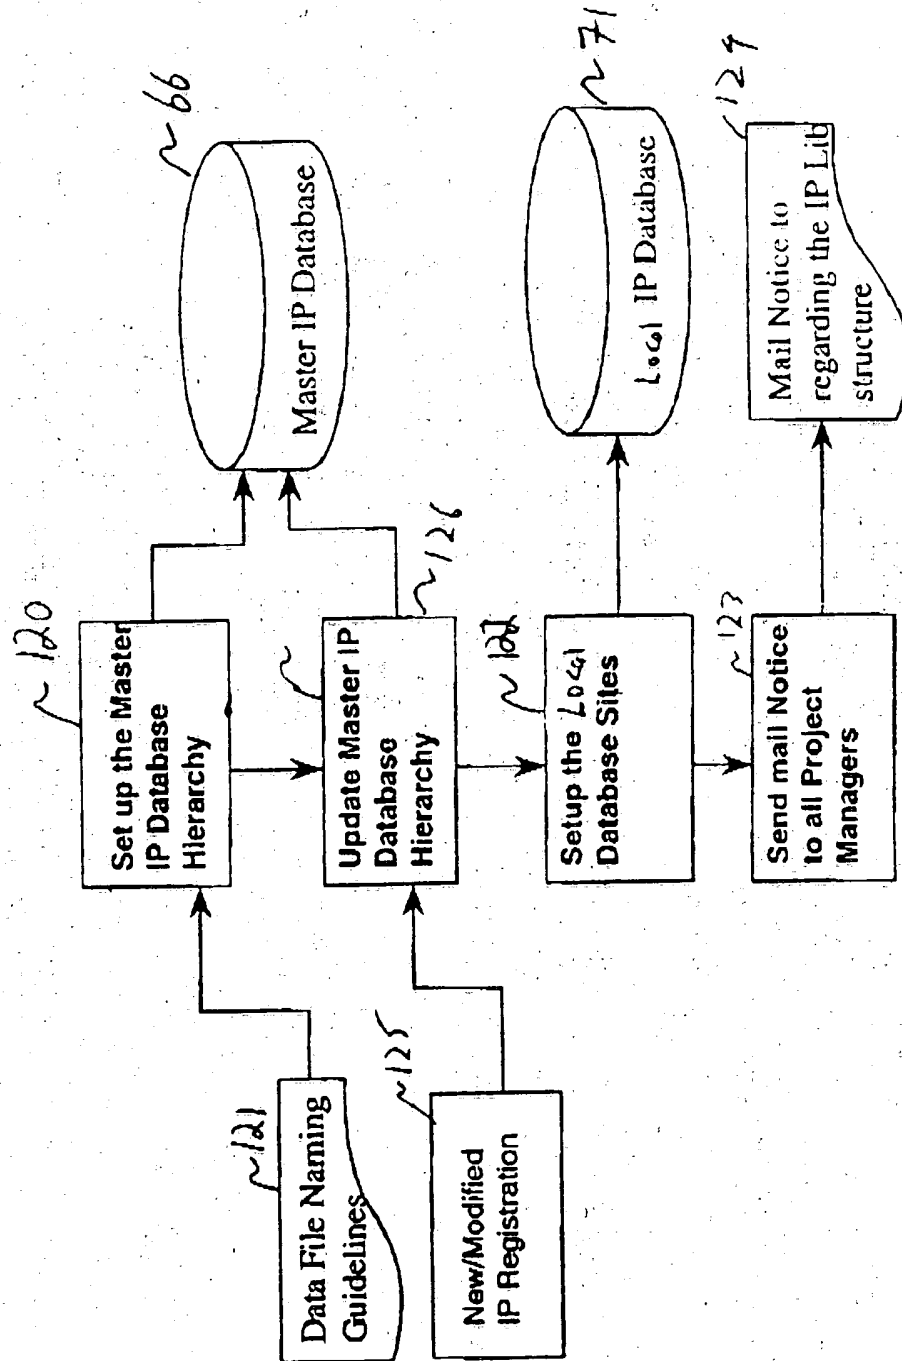 ~ 120
Set up the Master
IP Database
Hierarchy
~ 66
Master IP Database
~121
Data File Naming
Guidelines
Update Master IP
Database
Hierarchy
~126
~125
New/Modified
IP Registration
~ 122
Setup the Local
Database Sites
~ 71
Local IP Database
~123
Send mail Notice
to all Project
Managers
124
Mail Notice to
regarding the IP Lib
structure